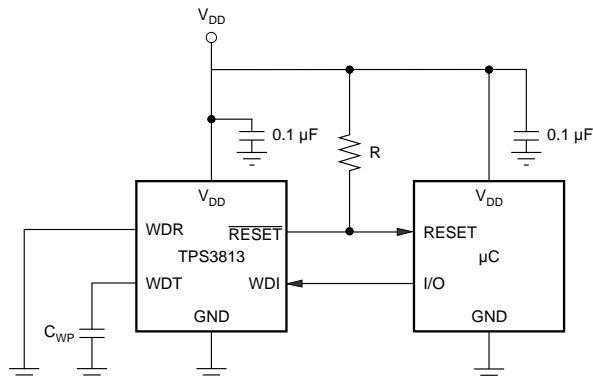 VDD
0.1 µF
R
0.1 µF
VDD
VDD
WDR
RESET
RESET
TPS3813
µC
WDT
WDI
I/O
CWP
GND
GND